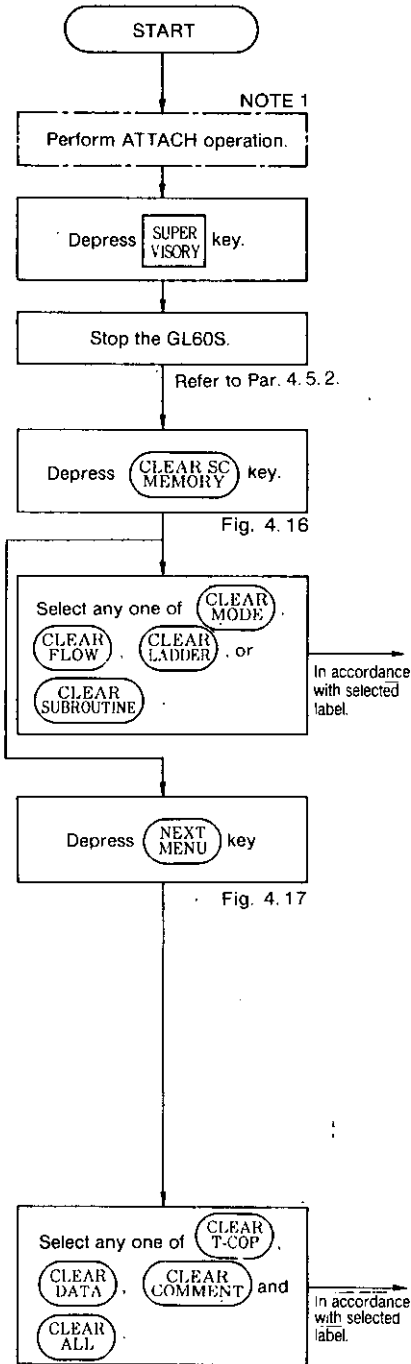 START
NOTE 1
Perform ATTACH operation.
Depress SUPER VISORY key.
Stop the GL60S.
Refer to Par. 4.5.2.
Depress CLEAR SC MEMORY key.
Fig. 4.16
Select any one of CLEAR MODE,
CLEAR FLOW, CLEAR LADDER, or
CLEAR SUBROUTINE
In accordance
with selected
label.
Depress NEXT MENU key
Fig. 4.17
Select any one of CLEAR T-COP,
CLEAR DATA, CLEAR COMMENT and
CLEAR ALL.
In accordance
with selected
label.